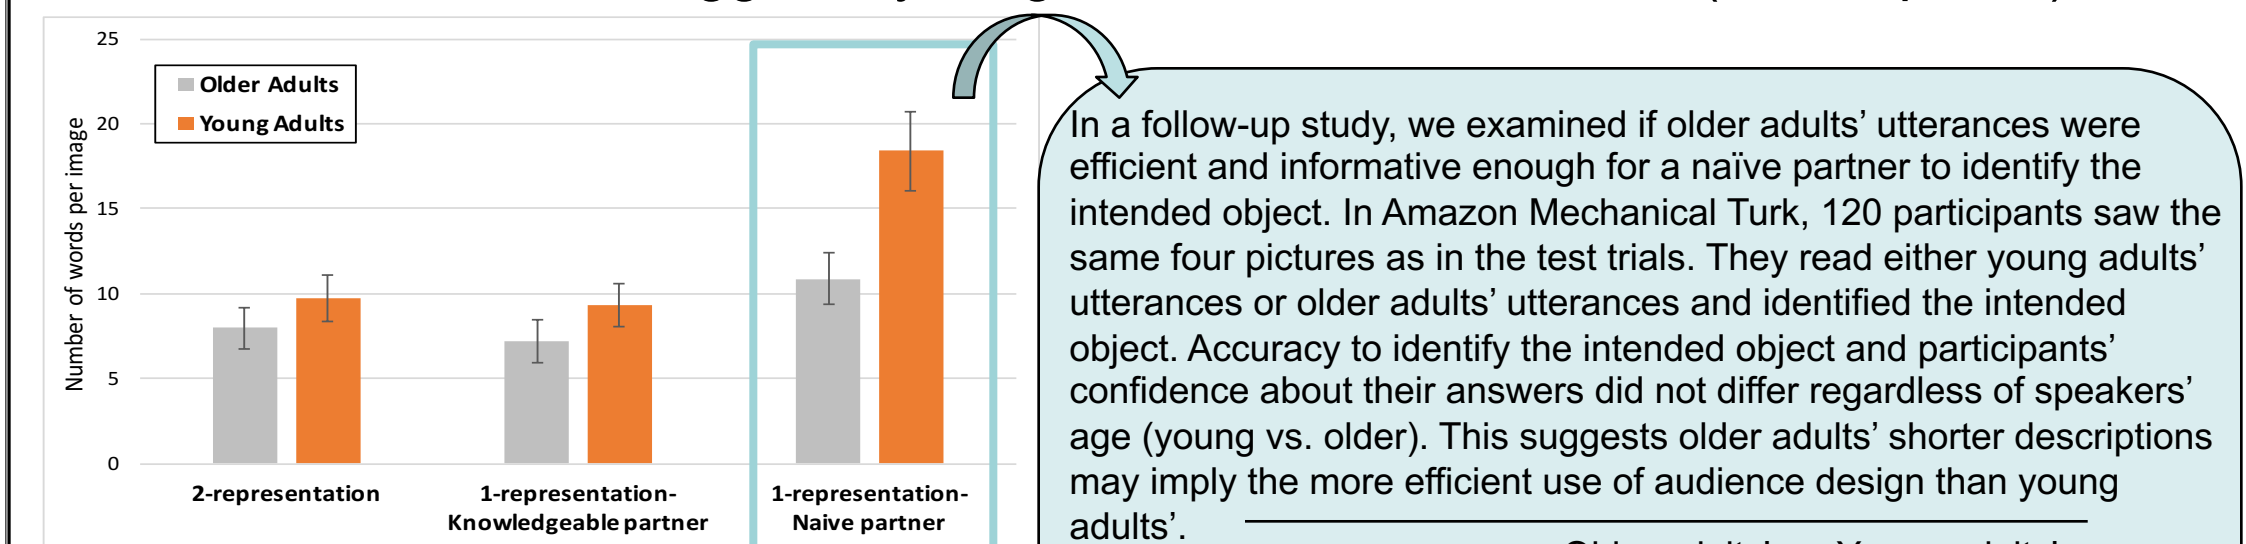 25
20
15
10
5
0
Number of words per image
Older Adults
Young Adults
2-representation
1-representation-
Knowledgeable partner
1-representation-
Naive partner
In a follow-up study, we examined if older adults’ utterances were
efficient and informative enough for a naïve partner to identify the
intended object. In Amazon Mechanical Turk, 120 participants saw the
same four pictures as in the test trials. They read either young adults’
utterances or older adults’ utterances and identified the intended
object. Accuracy to identify the intended object and participants’
confidence about their answers did not differ regardless of speakers’
age (young vs. older). This suggests older adults’ shorter descriptions
may imply the more efficient use of audience design than young
adults’.